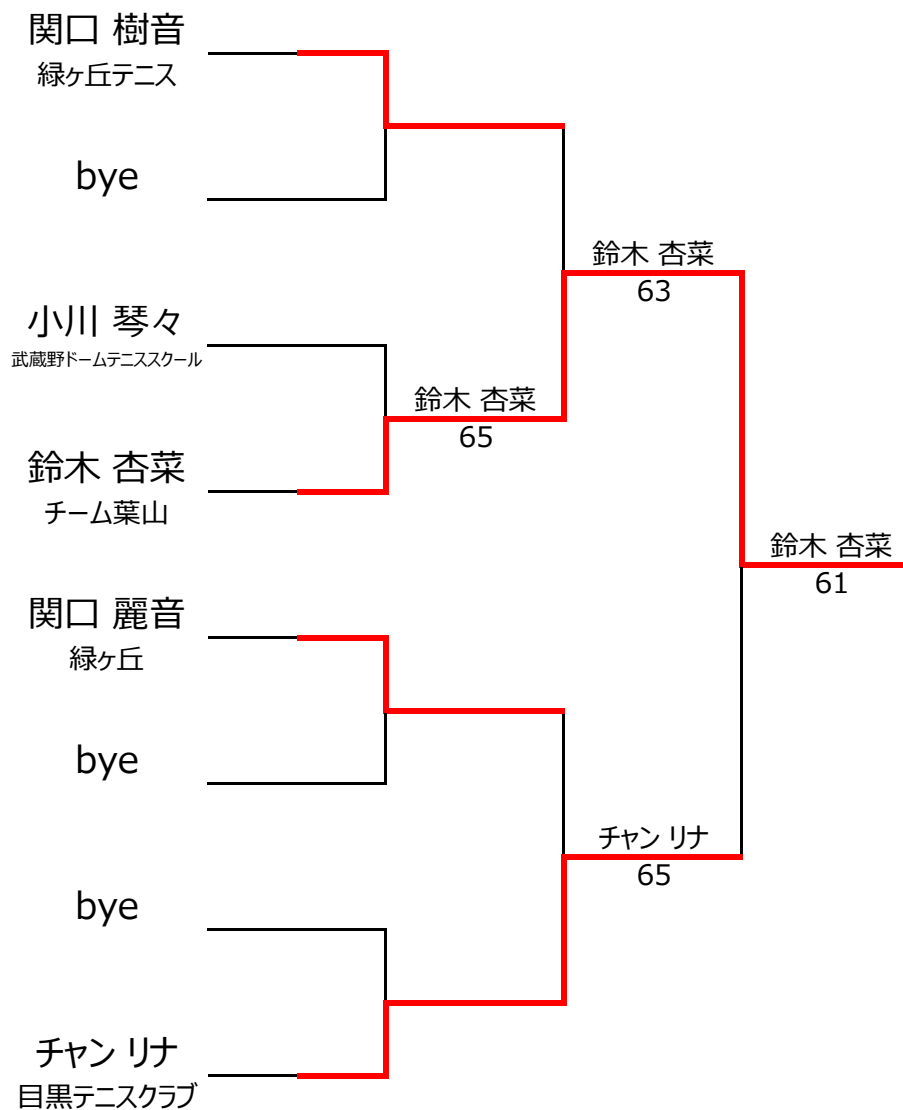 関口 樹音
緑ヶ丘テニス
bye
小川 琴々
武蔵野ドームテニススクール
鈴木 杏菜
チーム葉山
関口 麗音
緑ヶ丘
bye
bye
チャン リナ
目黒テニスクラブ
鈴木 杏菜
65
鈴木 杏菜
63
チャン リナ
65
鈴木 杏菜
61